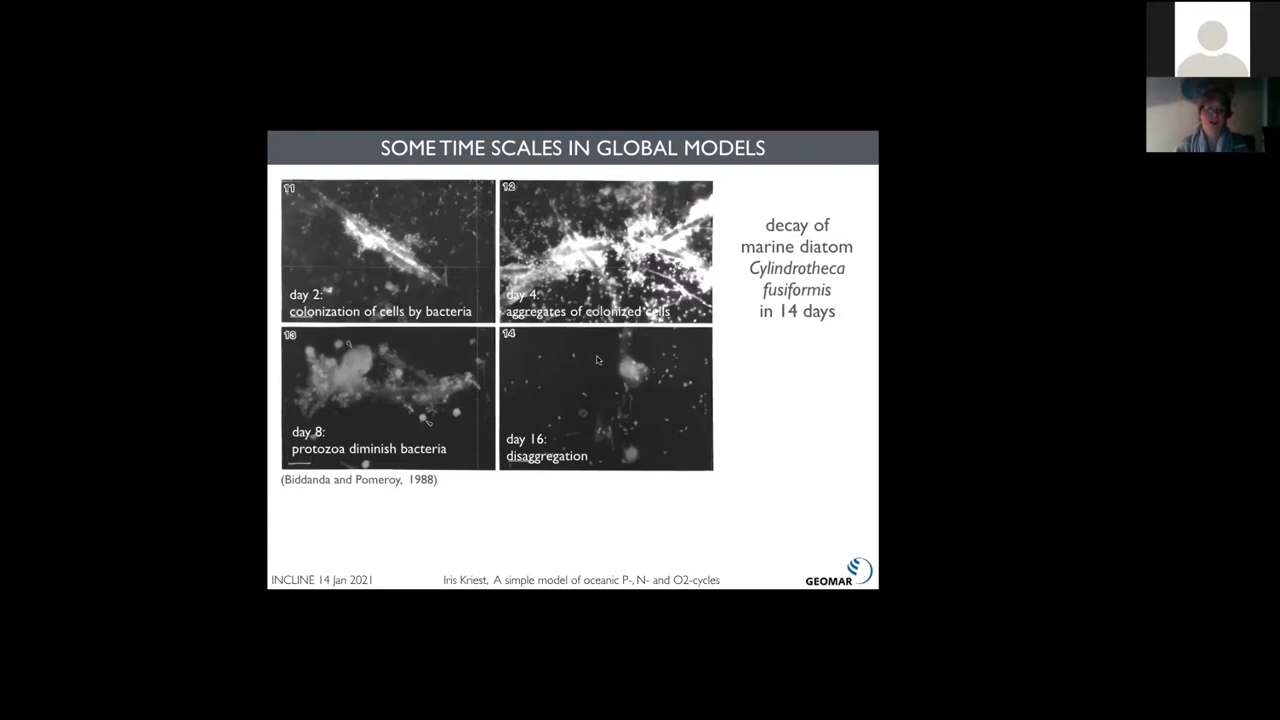 SOME TIME SCALES IN GLOBAL MODELS
11
day 2:
colonization of cells by bacteria
12
day 4:
aggregates of colonized cells
13
day 8:
protozoa diminish bacteria
14
day 16:
disaggregation
decay of
marine diatom
Cylindrotheca
fusiformis
in 14 days
(Biddanda and Pomeroy, 1988)
INCLINE 14 Jan 2021
Iris Kriest, A simple model of oceanic P-, N- and O2-cycles
GEOMAR